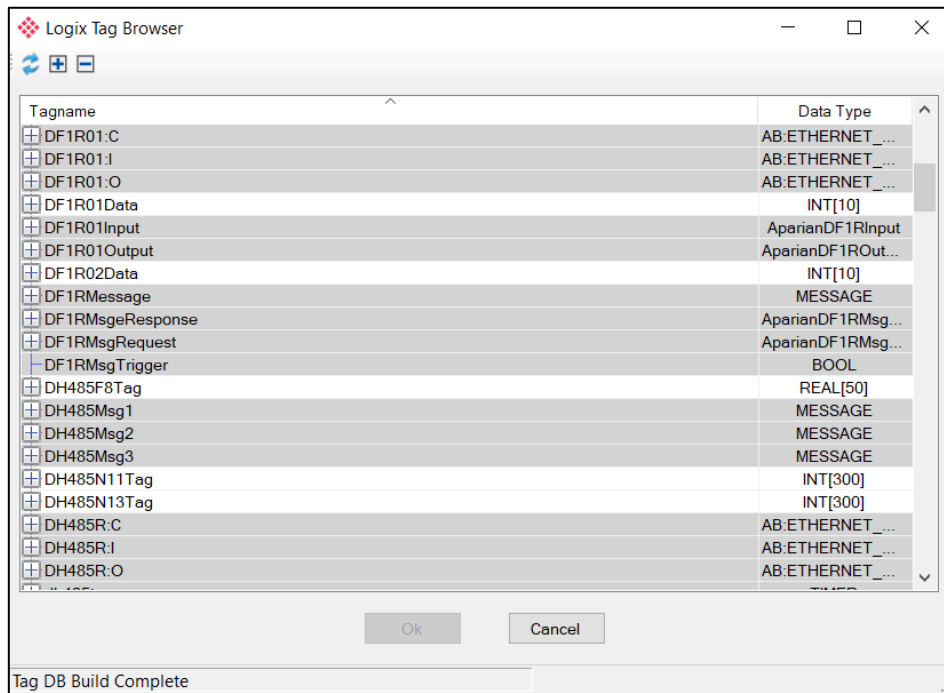 Logix Tag Browser
Tagname Data Type
DF1R01:C AB:ETHERNET_...
DF1R01:I AB:ETHERNET_...
DF1R01:O AB:ETHERNET_...
DF1R01Data INT[10]
DF1R01Input AparianDF1RInput
DF1R01Output AparianDF1ROut...
DF1R02Data INT[10]
DF1RMessage MESSAGE
DF1RMsgeResponse AparianDF1RMsg...
DF1RMsgRequest AparianDF1RMsg...
DF1RMsgTrigger BOOL
DH485F8Tag REAL[50]
DH485Msg1 MESSAGE
DH485Msg2 MESSAGE
DH485Msg3 MESSAGE
DH485N11Tag INT[300]
DH485N13Tag INT[300]
DH485R:C AB:ETHERNET_...
DH485R:I AB:ETHERNET_...
DH485R:O AB:ETHERNET_...
Ok Cancel
Tag DB Build Complete